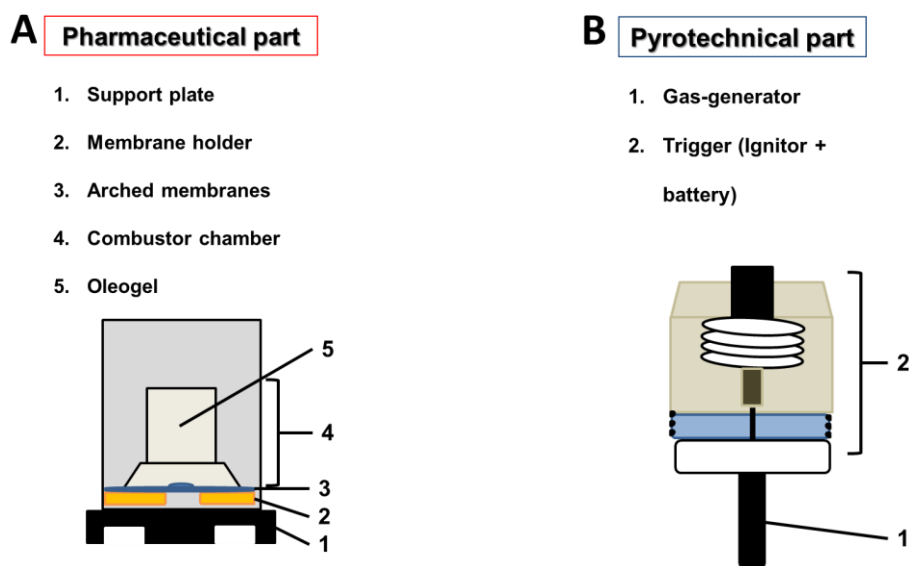 A Pharmaceutical part
1. Support plate
2. Membrane holder
3. Arched membranes
4. Combustor chamber
5. Oleogel
5
4
3
2
1
B Pyrotechnical part
1. Gas-generator
2. Trigger (Ignitor +
battery)
2
1